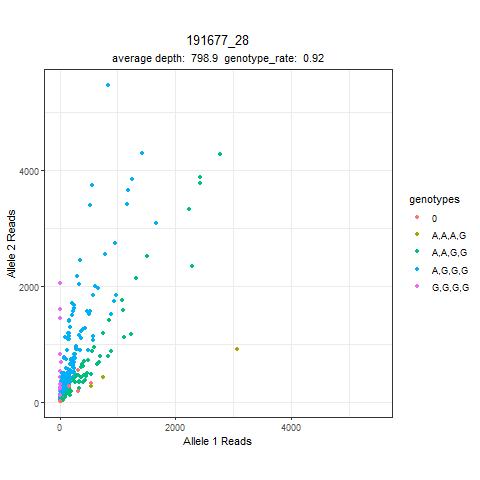 191677_28
average depth:  798.9  genotype_rate:  0.92
Allele 2 Reads
4000
2000
0
0
2000
4000
Allele 1 Reads
genotypes
0
A,A,A,G
A,A,G,G
A,G,G,G
G,G,G,G